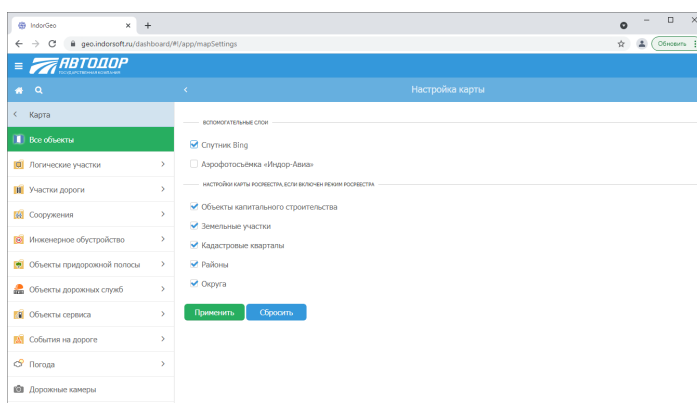 IndorGeo
geo.indorsoft.ru/dashboard/#!/app/mapSettings
Обновить
АВТОДОР
ГОСУДАРСТВЕННАЯ КОМПАНИЯ
Настройка карты
Карта
Все объекты
Логические участки
Участки дороги
Сооружения
Инженерное обустройство
Объекты придорожной полосы
Объекты дорожных служб
Объекты сервиса
События на дороге
Погода
Дорожные камеры
ВСПОМОГАТЕЛЬНЫЕ СЛОИ
Спутник Bing
Аэрофотосъёмка «Индор-Авиа»
НАСТРОЙКИ КАРТЫ РОСРЕЕСТРА, ЕСЛИ ВКЛЮЧЕН РЕЖИМ РОСРЕЕСТРА
Объекты капитального строительства
Земельные участки
Кадастровые кварталы
Районы
Округа
Применить
Сбросить